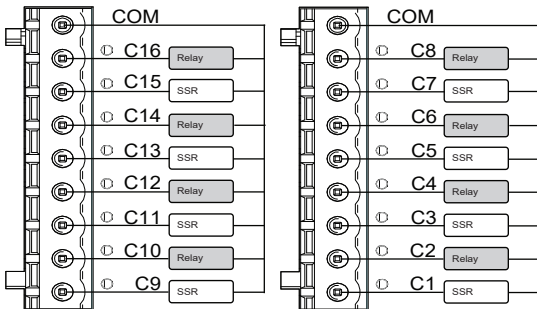 COM
C16 Relay
C15 SSR
C14 Relay
C13 SSR
C12 Relay
C11 SSR
C10 Relay
C9 SSR
COM
C8 Relay
C7 SSR
C6 Relay
C5 SSR
C4 Relay
C3 SSR
C2 Relay
C1 SSR